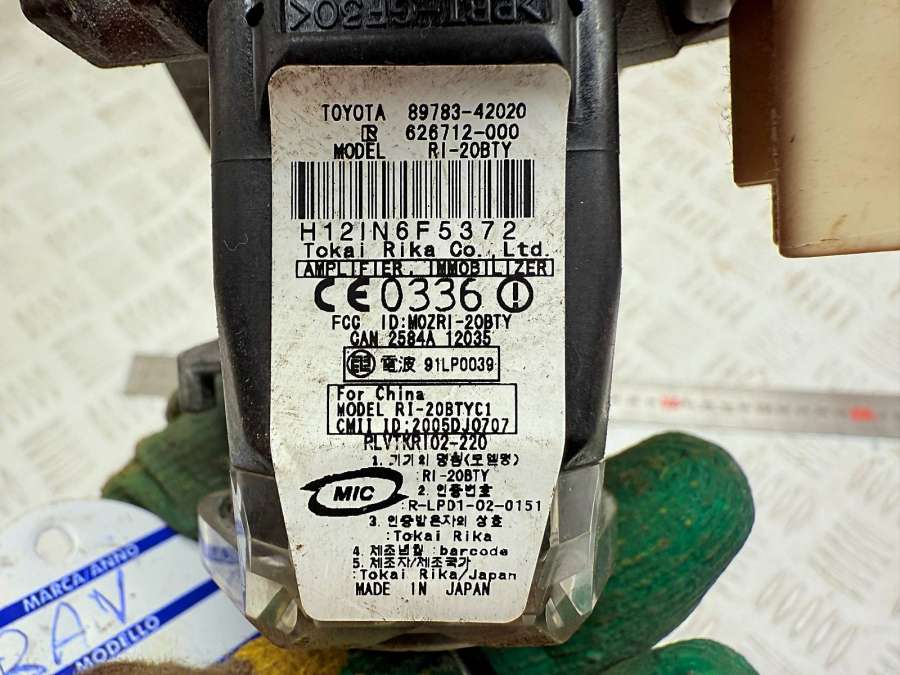 >PBT-GF30<
TOYOTA 89783-42020
R 626712-000
MODEL RI-20BTY
H12IN6F5372
Tokai Rika Co., Ltd.
AMPLIFIER, IMMOBILIZER
CE0336
FCC ID:MOZRI-20BTY
CAN 2584A 12035
電波 91LP0039
For China
MODEL RI-20BTYC1
CMII ID:2005DJ0707
RLVTKRI02-220
1. 기기의 명칭(모델명)
:RI-20BTY
MIC
2. 인증번호
:R-LPD1-02-0151
3. 인증받은자의 상호
:Tokai Rika
4. 제조년월 :barcode
5. 제조자/제조국가
:Tokai Rika/Japan
MADE IN JAPAN
MARCA ANNO
RAV
MODELLO